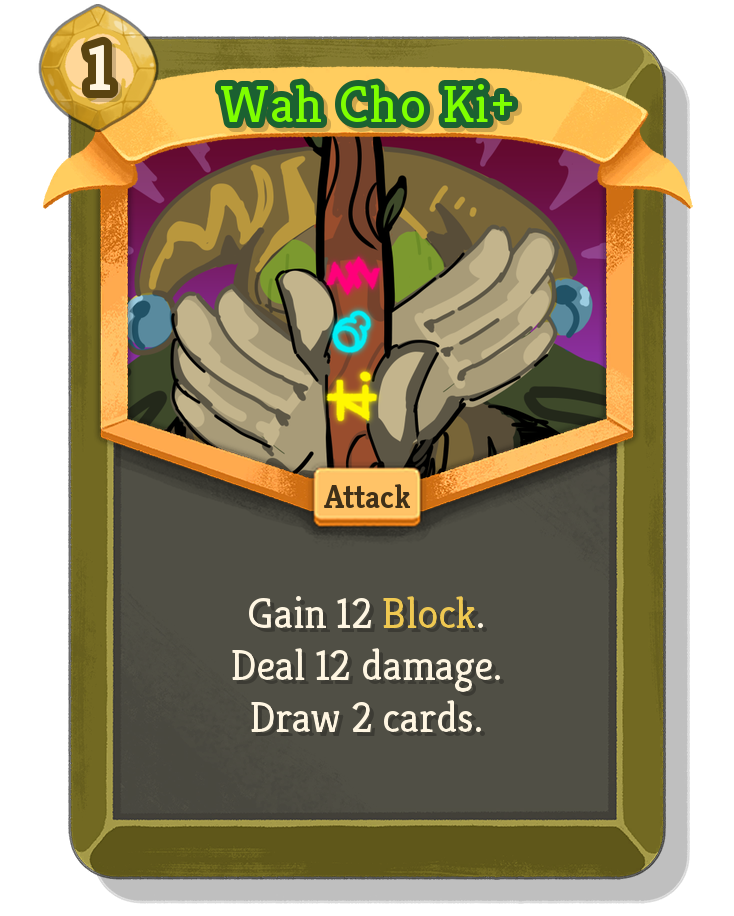 1
Wah Cho Ki+
Attack
Gain 12 Block.
Deal 12 damage.
Draw 2 cards.